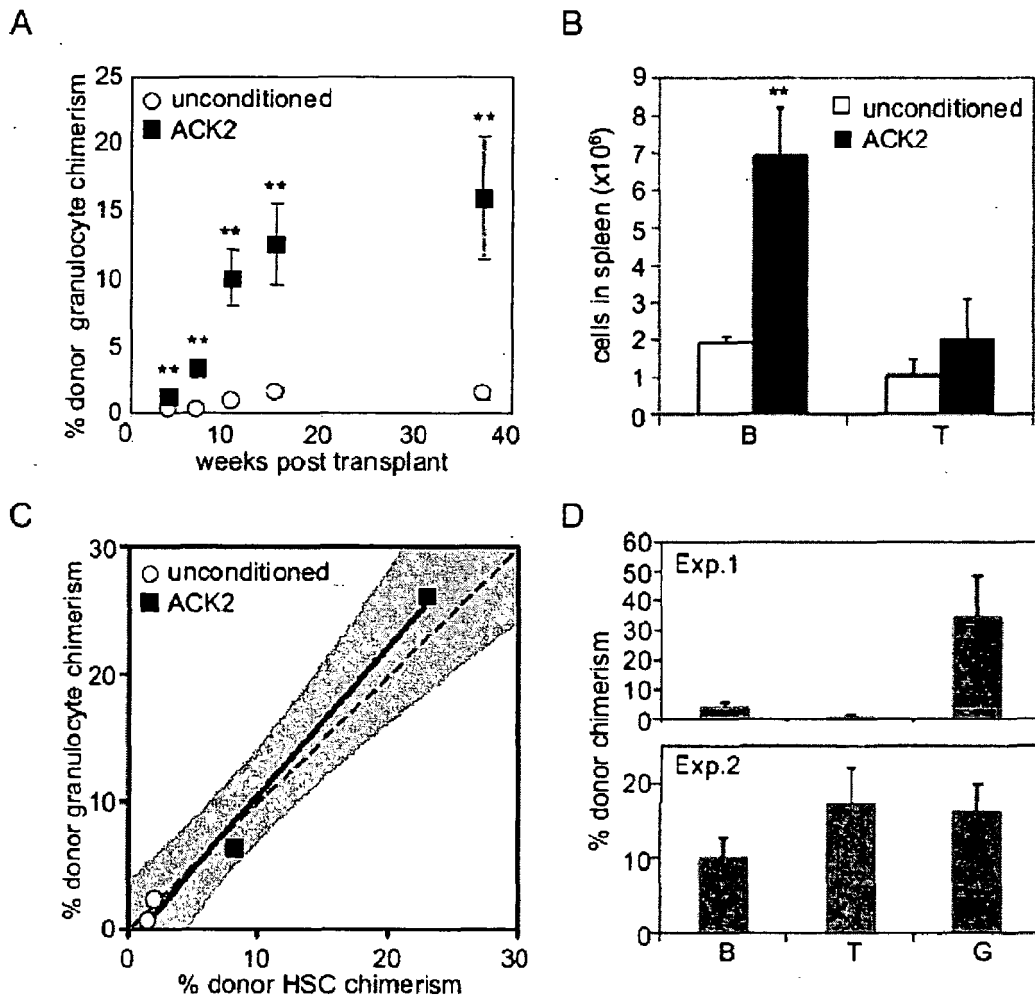 A
25
20
15
10
5
0
% donor granulocyte chimerism
○ unconditioned
■ ACK2
**
**
**
**
**
0 10 20 30 40
weeks post transplant
B
9
8
7
6
5
4
3
2
1
0
cells in spleen (x10⁶)
**
□ unconditioned
■ ACK2
B T
C
30
20
10
0
% donor granulocyte chimerism
○ unconditioned
■ ACK2
0 10 20 30
% donor HSC chimerism
D
% donor chimerism
60
50
40
30
20
10
0
Exp.1
20
10
0
Exp.2
B T G